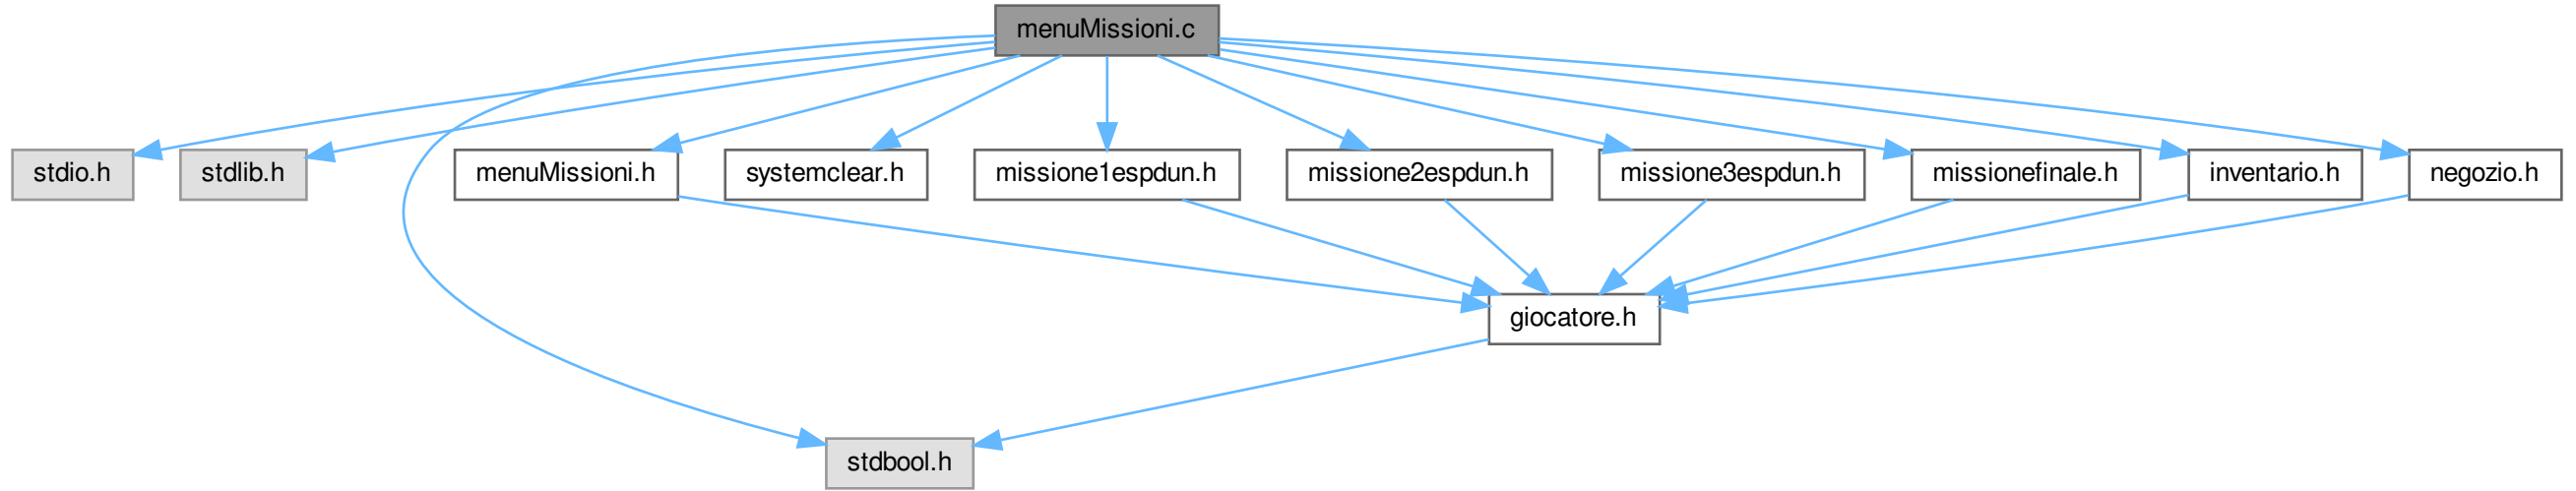 menuMissioni.c
stdio.h
stdlib.h
menuMissioni.h
systemclear.h
missione1espdun.h
missione2espdun.h
missione3espdun.h
missionefinale.h
inventario.h
negozio.h
giocatore.h
stdbool.h